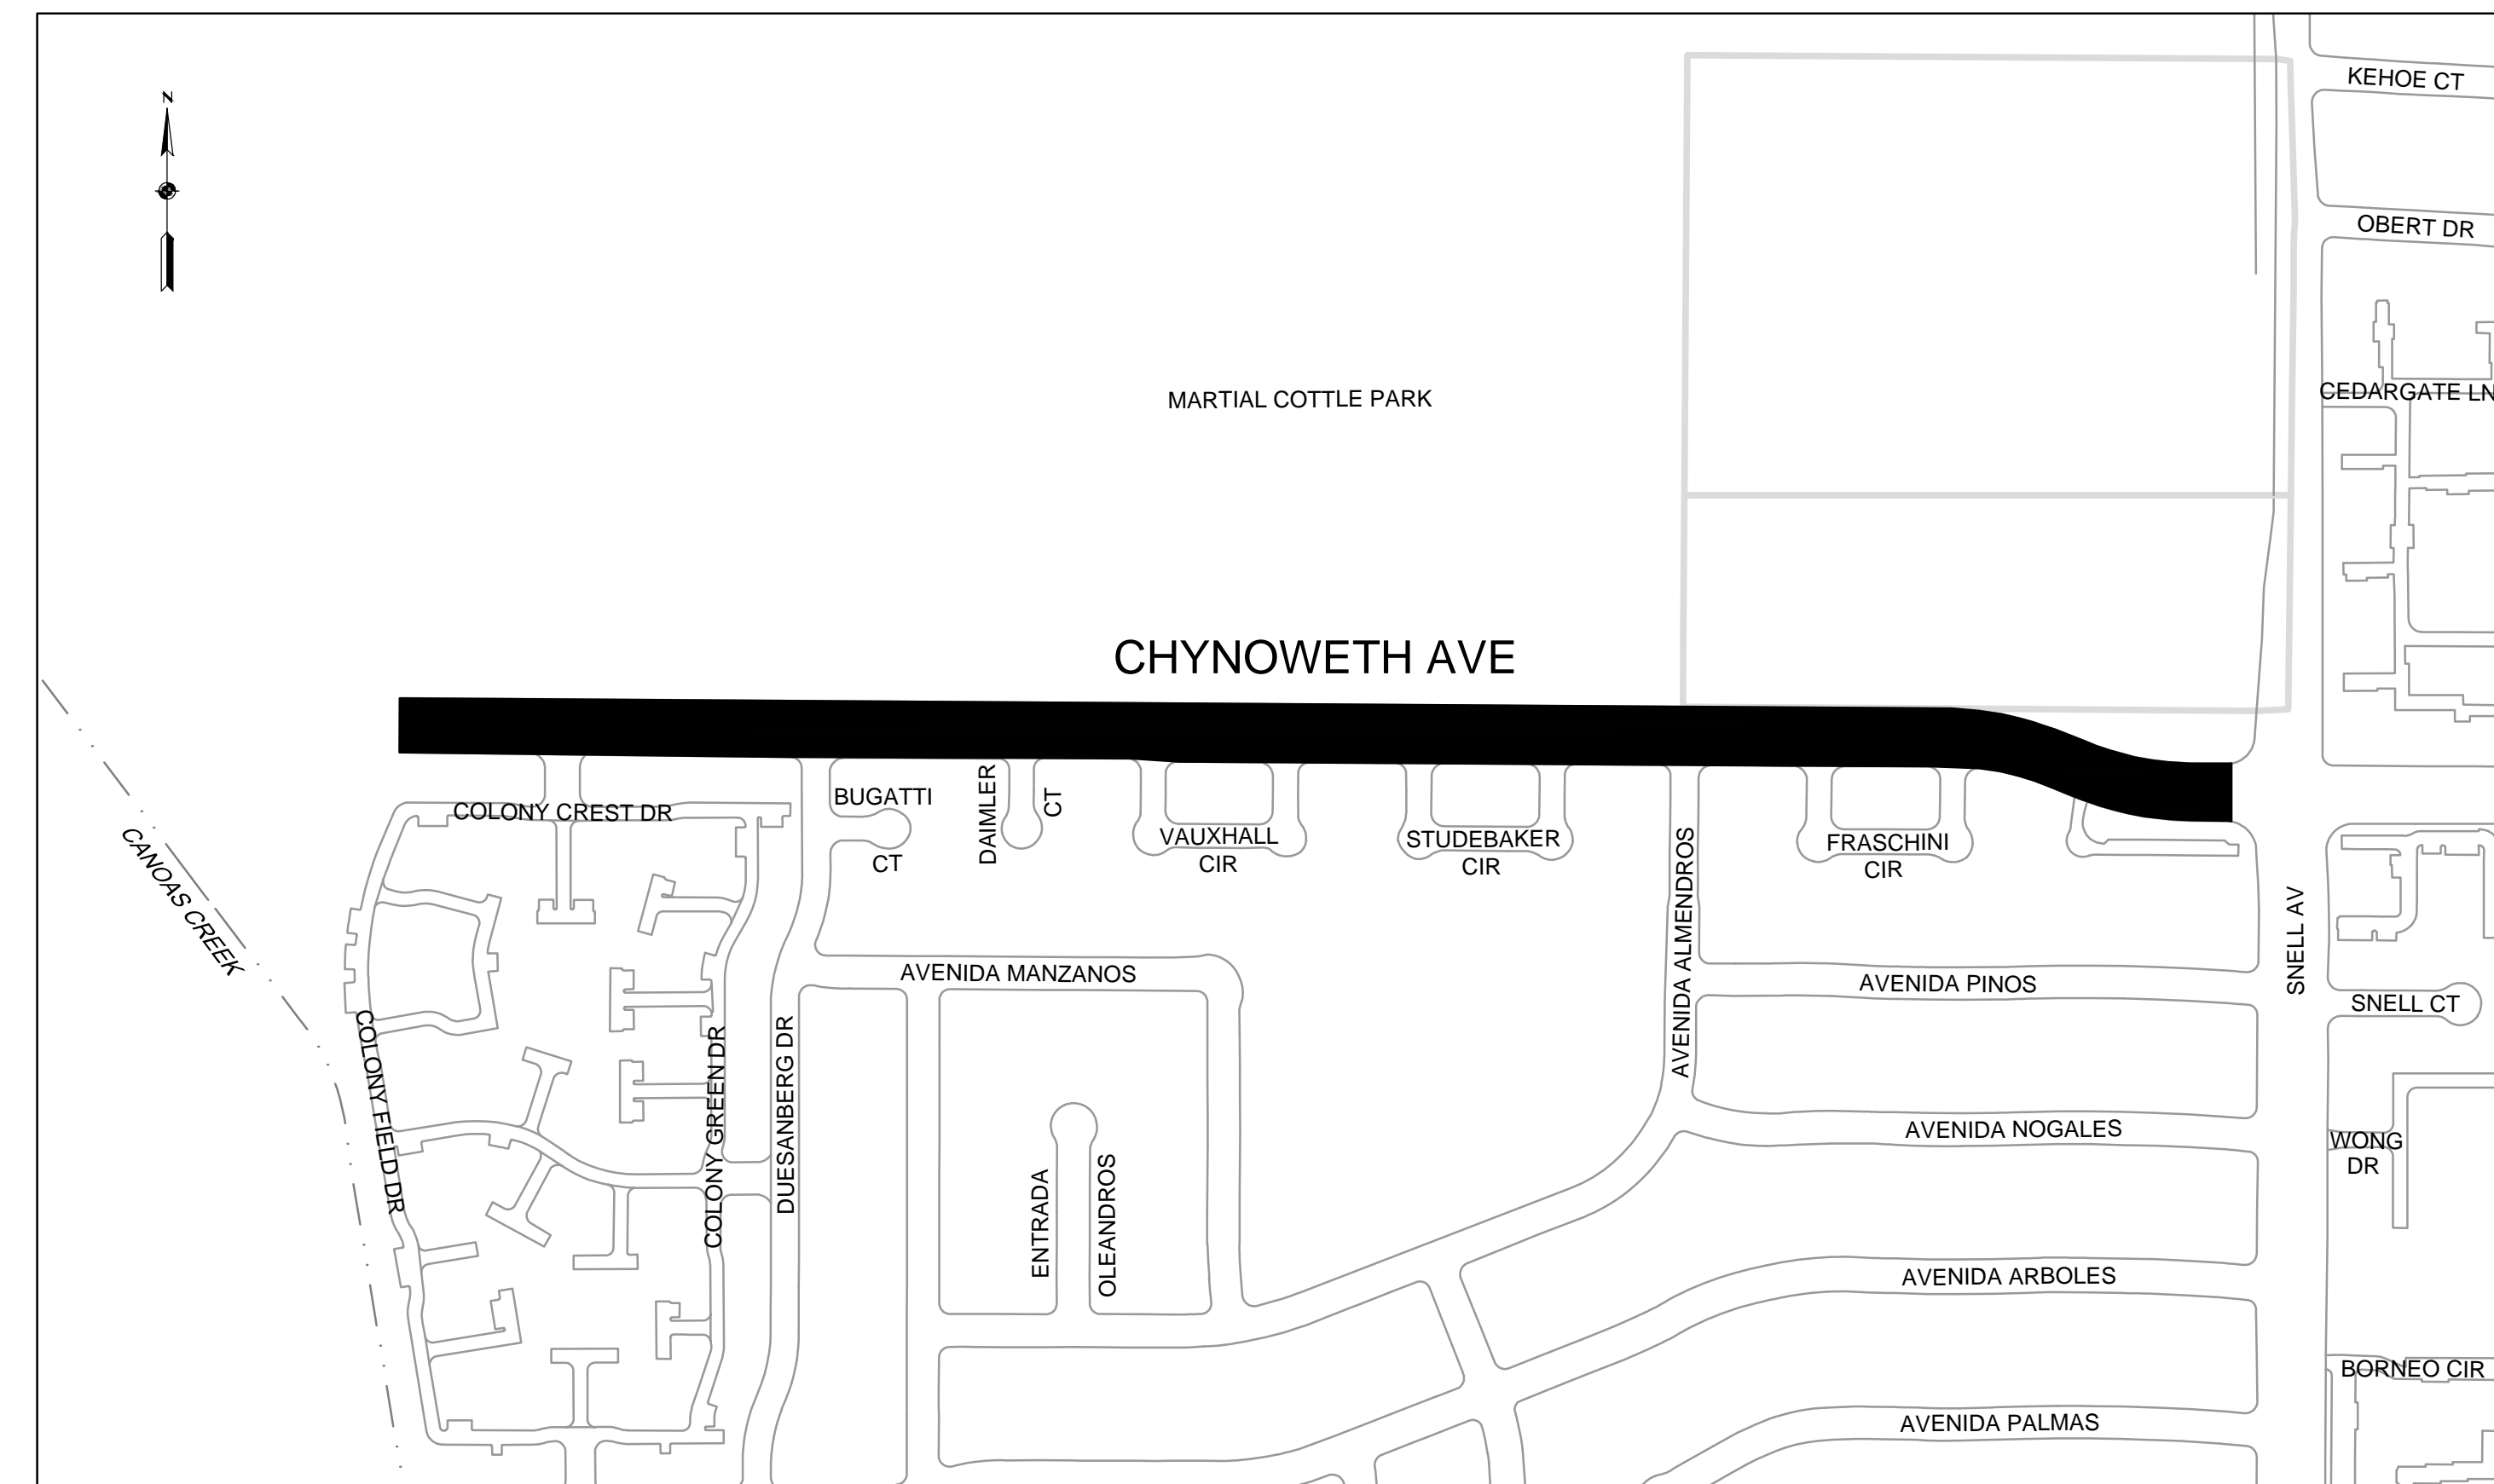 N
KEHOE CT
OBERT DR
CEDARGATE LN
MARTIAL COTTLE PARK
CHYNOWETH AVE
COLONY CREST DR
BUGATTI
CT
DAIMLER
CT
VAUXHALL
CIR
STUDEBAKER
CIR
FRASCHINI
CIR
CANOAS CREEK
AVENIDA ALMENDROS
SNELL AV
AVENIDA MANZANOS
AVENIDA PINOS
SNELL CT
COLONY FIELD DR
COLONY GREEN DR
DUESANBERG DR
AVENIDA NOGALES
WONG
DR
ENTRADA
OLEANDROS
AVENIDA ARBOLES
BORNEO CIR
AVENIDA PALMAS